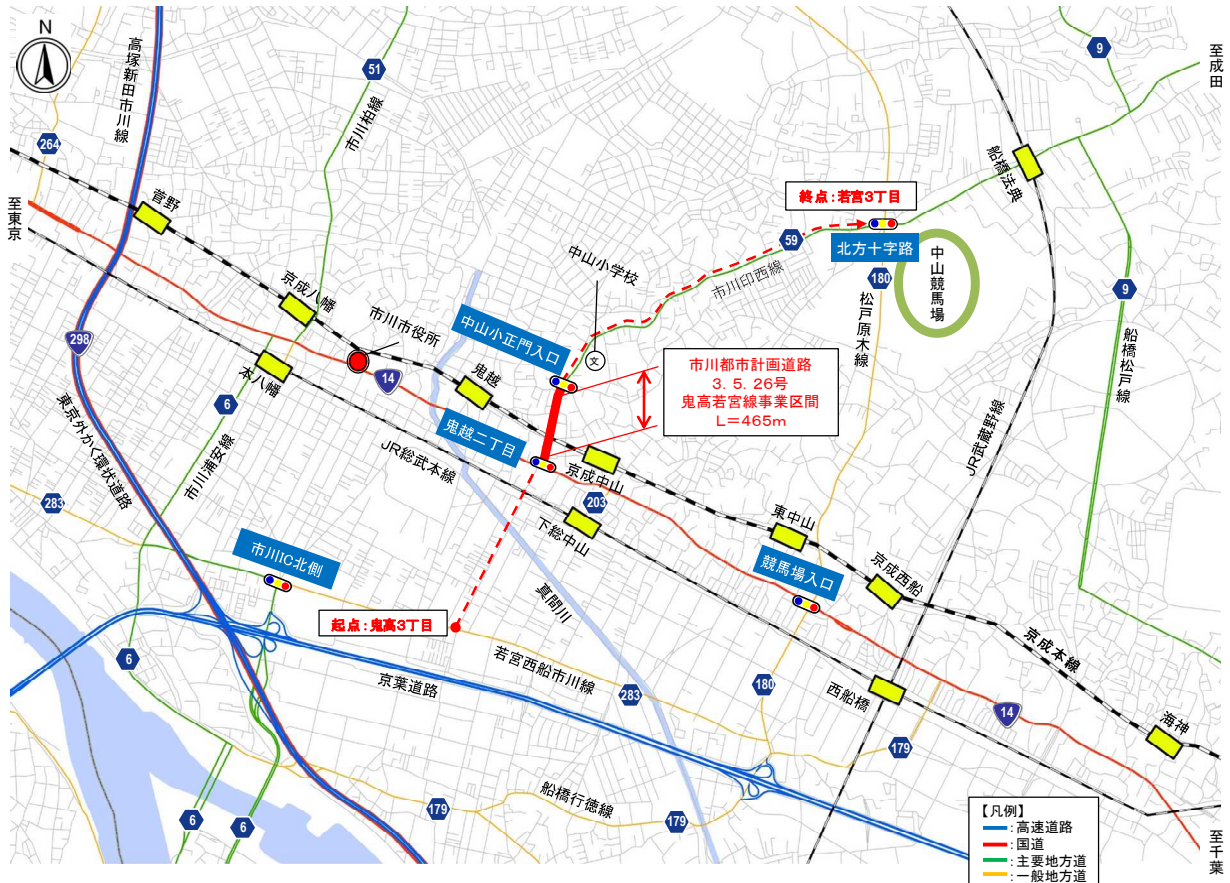 N
高塚新田市川線
51
市川柏線
9
至成田
264
菅野
船橋法典
至東京
終点：若宮3丁目
59
北方十字路
中山競馬場
中山小学校
市川印西線
180
松戸原木線
9
船橋松戸線
京成八幡
市川市役所
中山小正門入口
文
298
本八幡
14
鬼越
市川都市計画道路
3．5．26号
鬼高若宮線事業区間
L＝465m
東京外かく環状道路
6
市川浦安線
鬼越二丁目
JR総武本線
京成中山
JR武蔵野線
283
203
下総中山
東中山
京成西船
市川IC北側
競馬場入口
真間川
起点：鬼高3丁目
京成本線
6
京葉道路
若宮西船市川線
283
180
西船橋
14
海神
179
船橋行徳線
6
6
179
179
【凡例】
：高速道路
：国道
：主要地方道
：一般地方道
至千葉